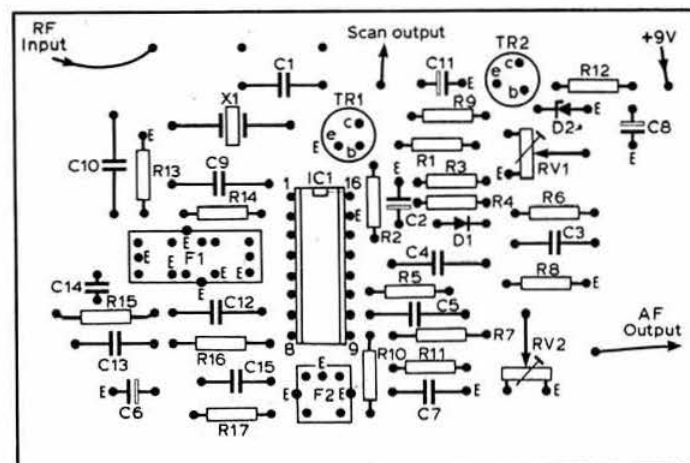 RF Input
Scan output
TR2
+9V
C1
C11
c
e
b
R12
X1
TR1
E
R9
D2
E
C8
E
c
e
b
E
E
R1
E
RV1
C10
R13
C9
IC1
1
16
E
R3
R14
R2
C2
E
R4
R6
D1
E
F1
E
E
E
E
E
E
C4
C3
C14
R5
R8
E
R15
C12
C5
AF Output
R7
RV2
C13
R16
8
9
R10
R11
E
C6
E
C15
E
E
E
F2
C7
E
E
R17